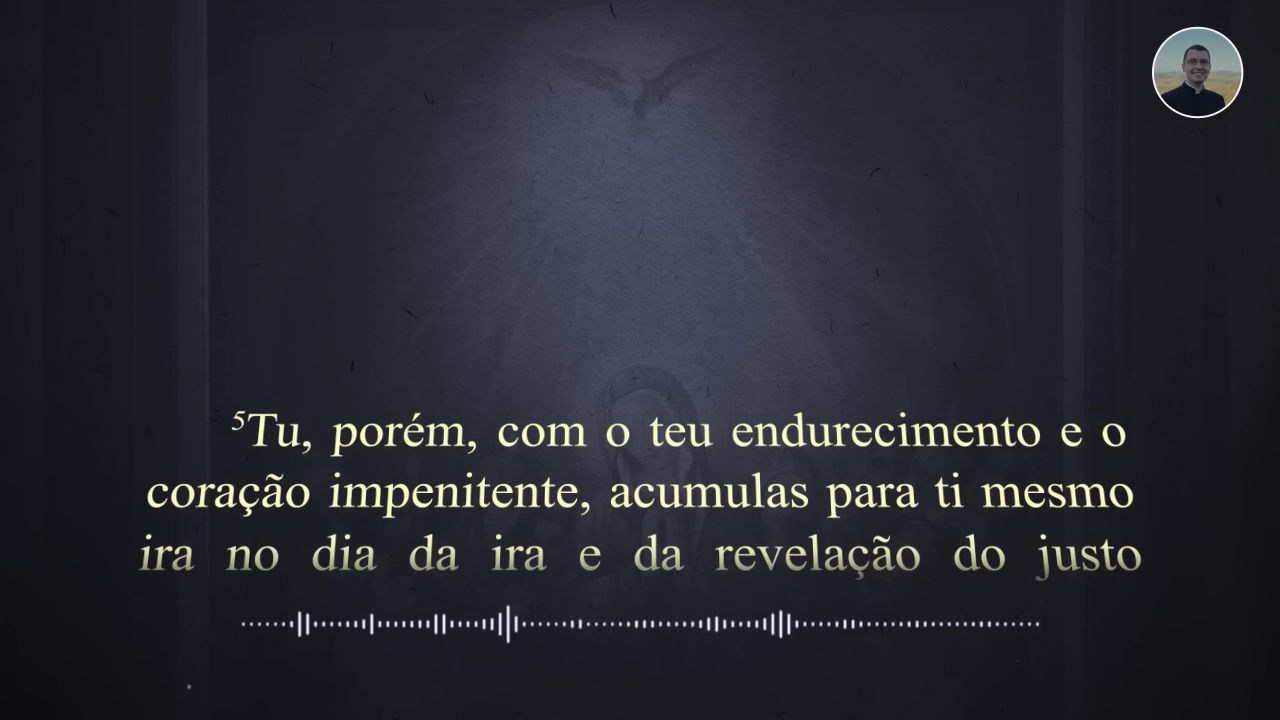 ⁵Tu, porém, com o teu endurecimento e o
coração impenitente, acumulas para ti mesmo
ira no dia da ira e da revelação do justo